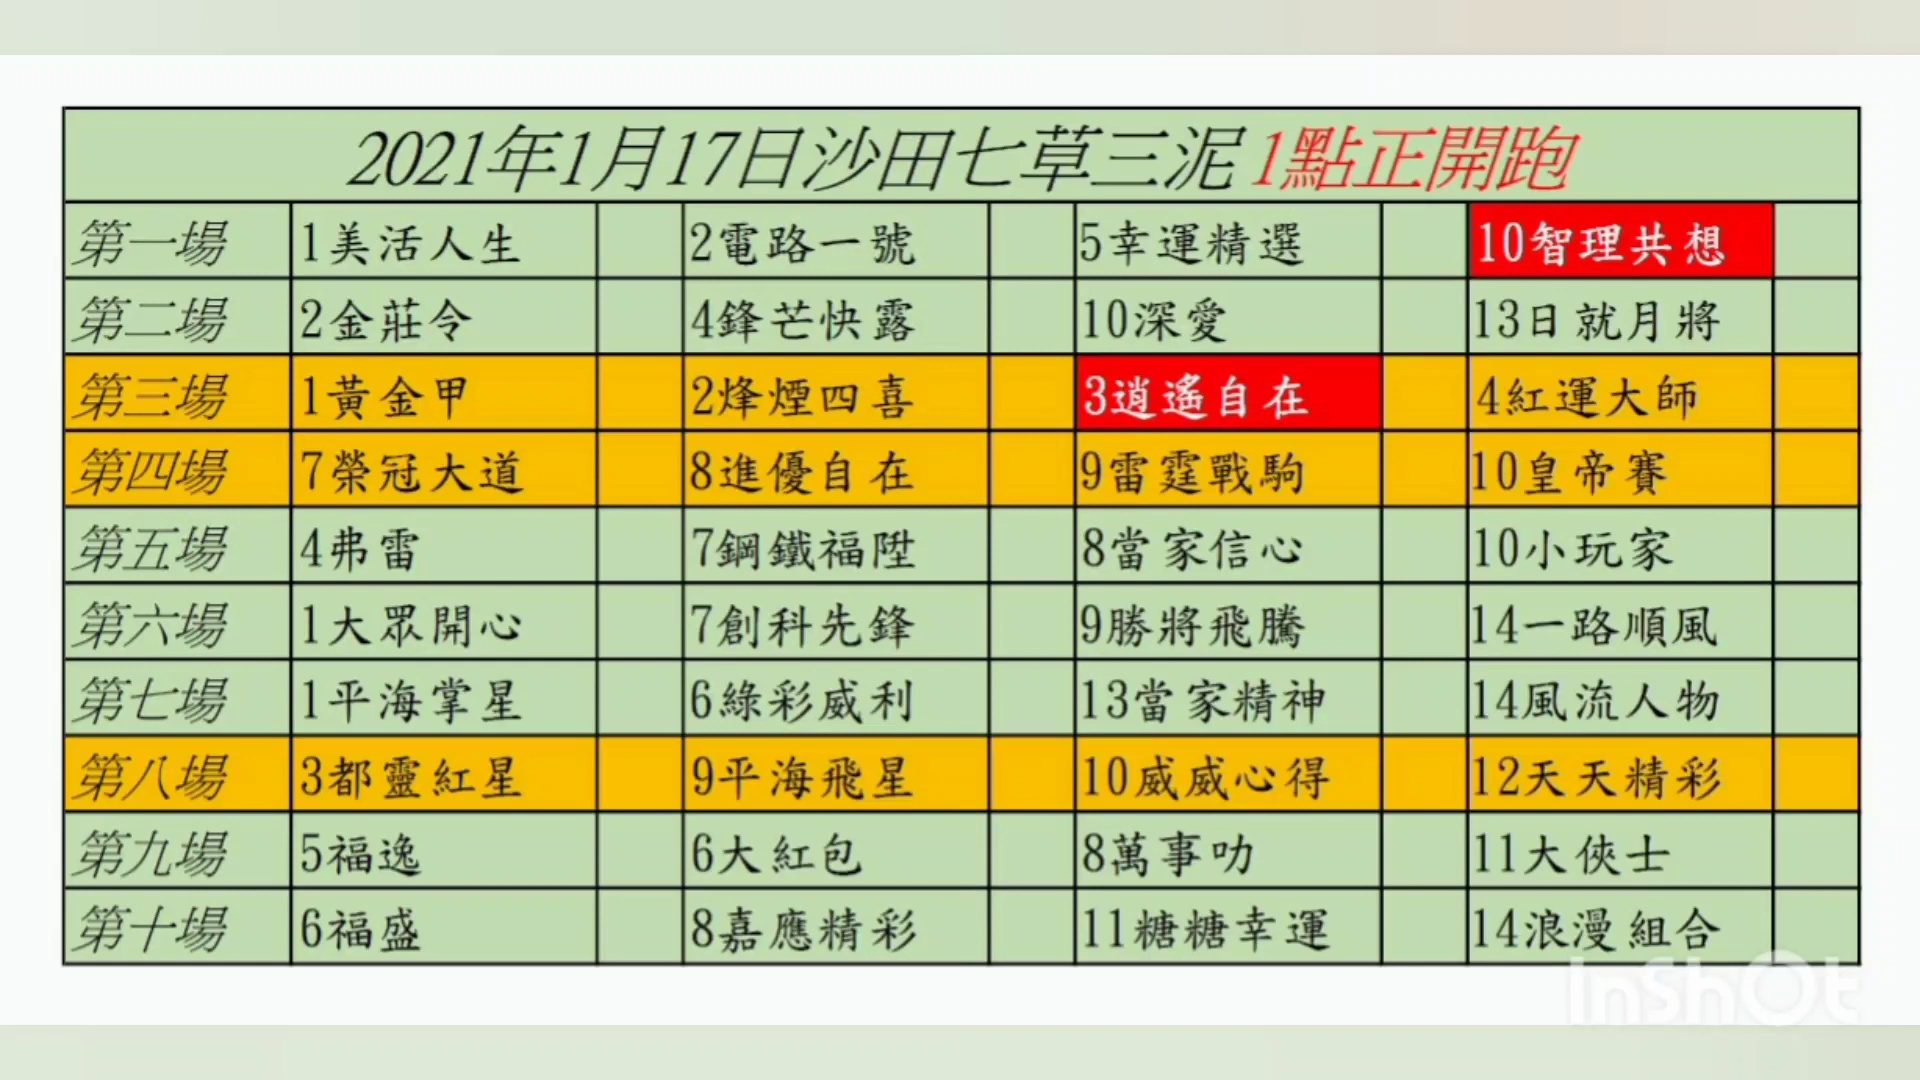 2021年1月17日沙田七草三泥 1點正開跑
第一場 1美活人生 2電路一號 5幸運精選 10智理共想
第二場 2金莊令 4鋒芒快露 10深愛 13日就月將
第三場 1黃金甲 2烽煙四喜 3逍遙自在 4紅運大師
第四場 7榮冠大道 8進優自在 9雷霆戰駒 10皇帝賽
第五場 4弗雷 7鋼鐵福陞 8當家信心 10小玩家
第六場 1大眾開心 7創科先鋒 9勝將飛騰 14一路順風
第七場 1平海掌星 6綠彩威利 13當家精神 14風流人物
第八場 3都靈紅星 9平海飛星 10威威心得 12天天精彩
第九場 5福逸 6大紅包 8萬事叻 11大俠士
第十場 6福盛 8嘉應精彩 11糖糖幸運 14浪漫組合
InShOt